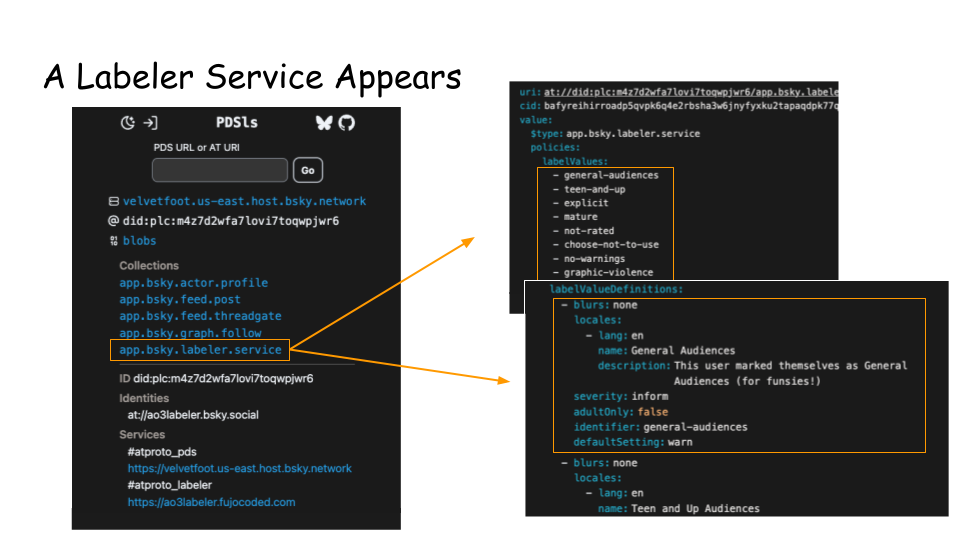 A Labeler Service Appears
PDSls
PDS URL or AT URI
Go
velvetfoot.us-east.host.bsky.network
did:plc:m4z7d2wfa7lovi7toqwpjwr6
blobs
Collections
app.bsky.actor.profile
app.bsky.feed.post
app.bsky.feed.threadgate
app.bsky.graph.follow
app.bsky.labeler.service
ID did:plc:m4z7d2wfa7lovi7toqwpjwr6
Identities
at://ao3labeler.bsky.social
Services
#atproto_pds
https://velvetfoot.us-east.host.bsky.network
#atproto_labeler
https://ao3labeler.fujocoded.com
uri: at://did:plc:m4z7d2wfa7lovi7toqwpjwr6/app.bsky.labele
cid: bafyreihirroadp5qvpk6q4e2rbsha3w6jnyfyxku2tapaqdpk77q
value:
$type: app.bsky.labeler.service
policies:
labelValues:
- general-audiences
- teen-and-up
- explicit
- mature
- not-rated
- choose-not-to-use
- no-warnings
- graphic-violence
labelValueDefinitions:
- blurs: none
locales:
- lang: en
name: General Audiences
description: This user marked themselves as General
Audiences (for funsies!)
severity: inform
adultOnly: false
identifier: general-audiences
defaultSetting: warn
- blurs: none
locales:
- lang: en
name: Teen and Up Audiences